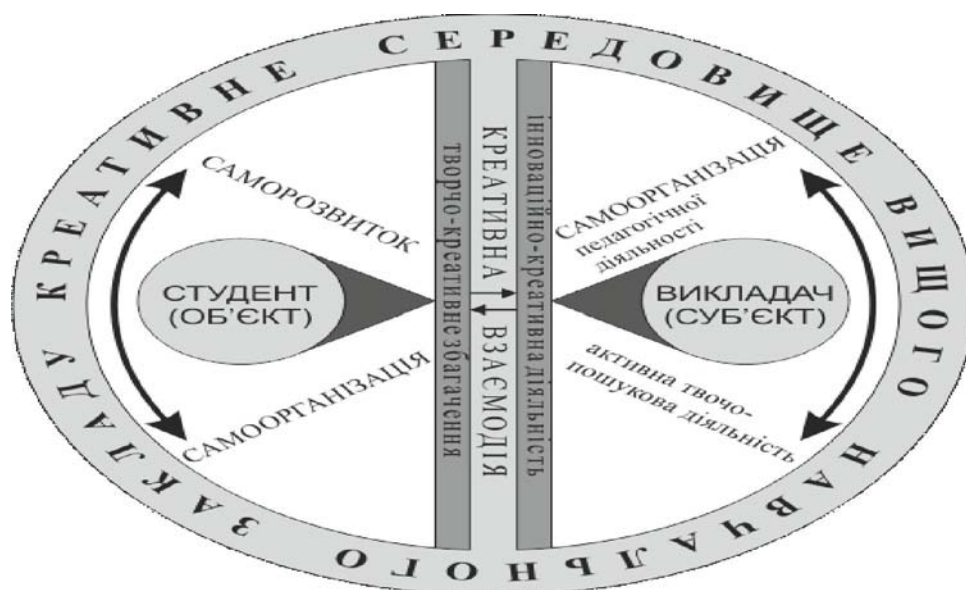 КРЕАТИВНЕ СЕРЕДОВИЩЕ ВИЩОГО НАВЧАЛЬНОГО ЗАКЛАДУ
САМОРОЗВИТОК
СТУДЕНТ
(ОБ’ЄКТ)
САМООРГАНІЗАЦІЯ
творчо-креативне збагачення
КРЕАТИВНА ВЗАЄМОДІЯ
інноваційно-креативна діяльність
САМООРГАНІЗАЦІЯ
педагогічної
діяльності
ВИКЛАДАЧ
(СУБ’ЄКТ)
активна твочо-
пошукова діяльність